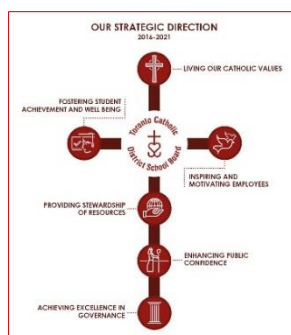 OUR STRATEGIC DIRECTION
2016-2021
LIVING OUR CATHOLIC VALUES
FOSTERING STUDENT
ACHIEVEMENT AND WELL BEING
Toronto Catholic
District School Board
INSPIRING AND
MOTIVATING EMPLOYEES
PROVIDING STEWARDSHIP
OF RESOURCES
ENHANCING PUBLIC
CONFIDENCE
ACHIEVING EXCELLENCE IN
GOVERNANCE